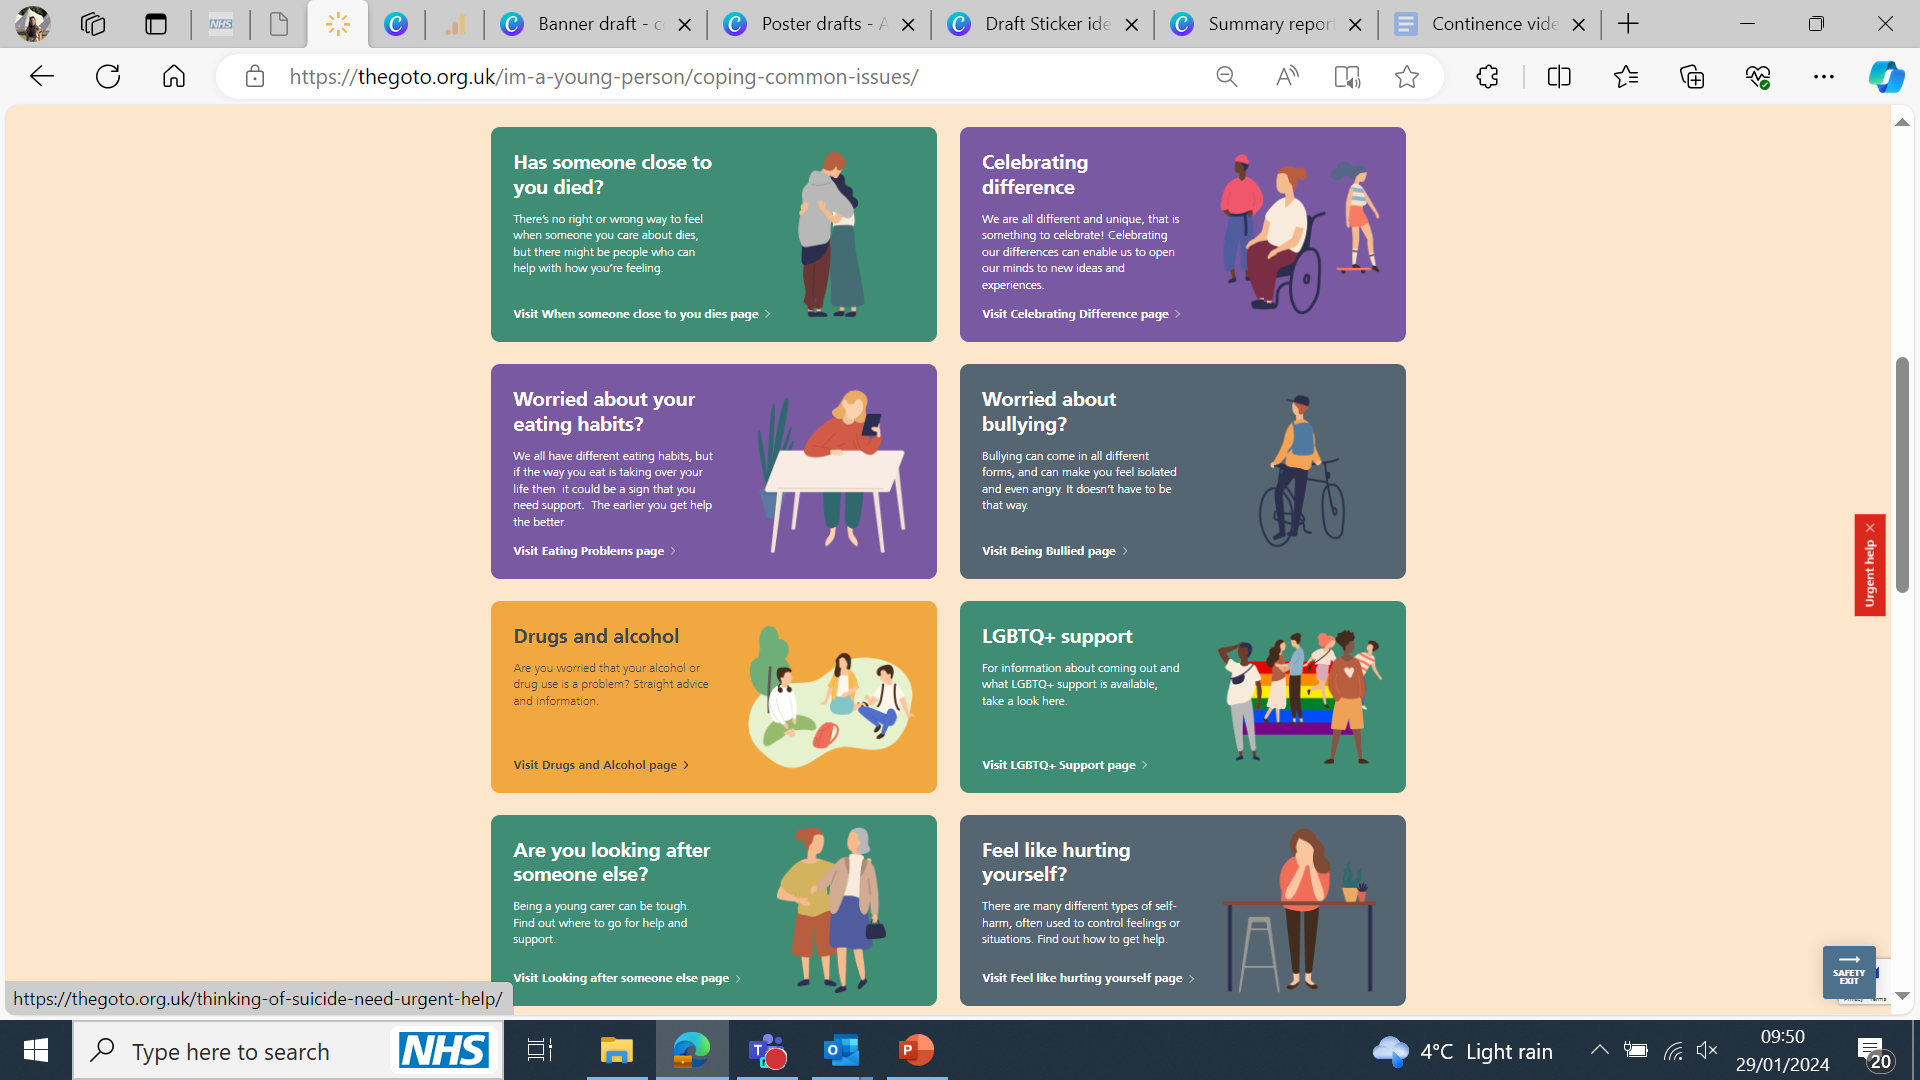 NHS
Banner draft - c
Poster drafts - A
Draft Sticker ide
Summary repor
Continence vide
https://thegoto.org.uk/im-a-young-person/coping-common-issues/
Has someone close to
you died?
There's no right or wrong way to feel
when someone you care about dies,
but there might be people who can
help with how you're feeling.
Visit When someone close to you dies page
Celebrating
difference
We are all different and unique, that is
something to celebrate! Celebrating
our differences can enable us to open
our minds to new ideas and
experiences.
Visit Celebrating Difference page
Worried about your
eating habits?
We all have different eating habits, but
if the way you eat is taking over your
life then  it could be a sign that you
need support.  The earlier you get help
the better.
Visit Eating Problems page
Worried about
bullying?
Bullying can come in all different
forms, and can make you feel isolated
and even angry. It doesn't have to be
that way.
Visit Being Bullied page
Urgent help
Drugs and alcohol
Are you worried that your alcohol or
drug use is a problem? Straight advice
and information.
Visit Drugs and Alcohol page
LGBTQ+ support
For information about coming out and
what LGBTQ+ support is available,
take a look here.
Visit LGBTQ+ Support page
Are you looking after
someone else?
Being a young carer can be tough.
Find out where to go for help and
support.
Visit Looking after someone else page
Feel like hurting
yourself?
There are many different types of self-
harm, often used to control feelings or
situations. Find out how to get help.
Visit Feel like hurting yourself page
SAFETY
EXIT
https://thegoto.org.uk/thinking-of-suicide-need-urgent-help/
Type here to search
NHS
4°C Light rain
09:50
29/01/2024
20